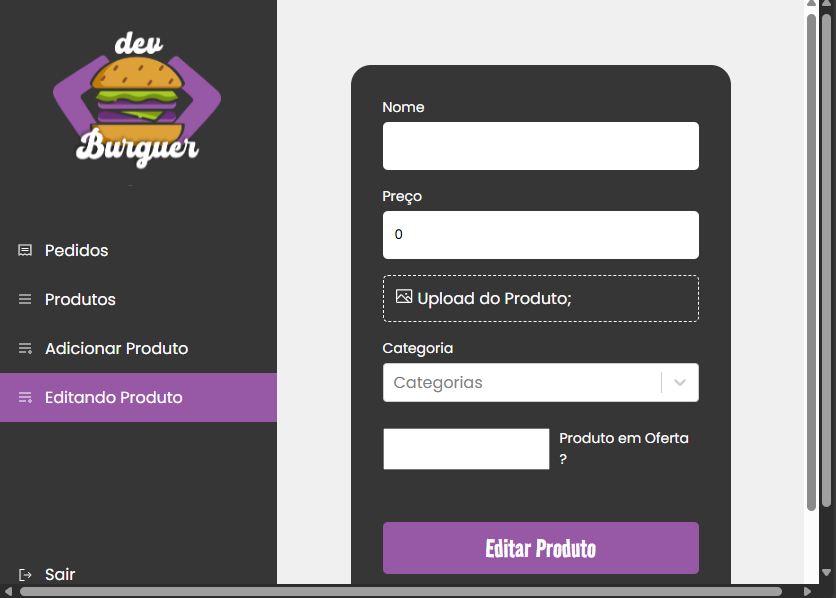 dev
Burguer
Pedidos
Produtos
Adicionar Produto
Editando Produto
Sair
Nome
Preço
0
Upload do Produto;
Categoria
Categorias
Produto em Oferta
?
Editar Produto